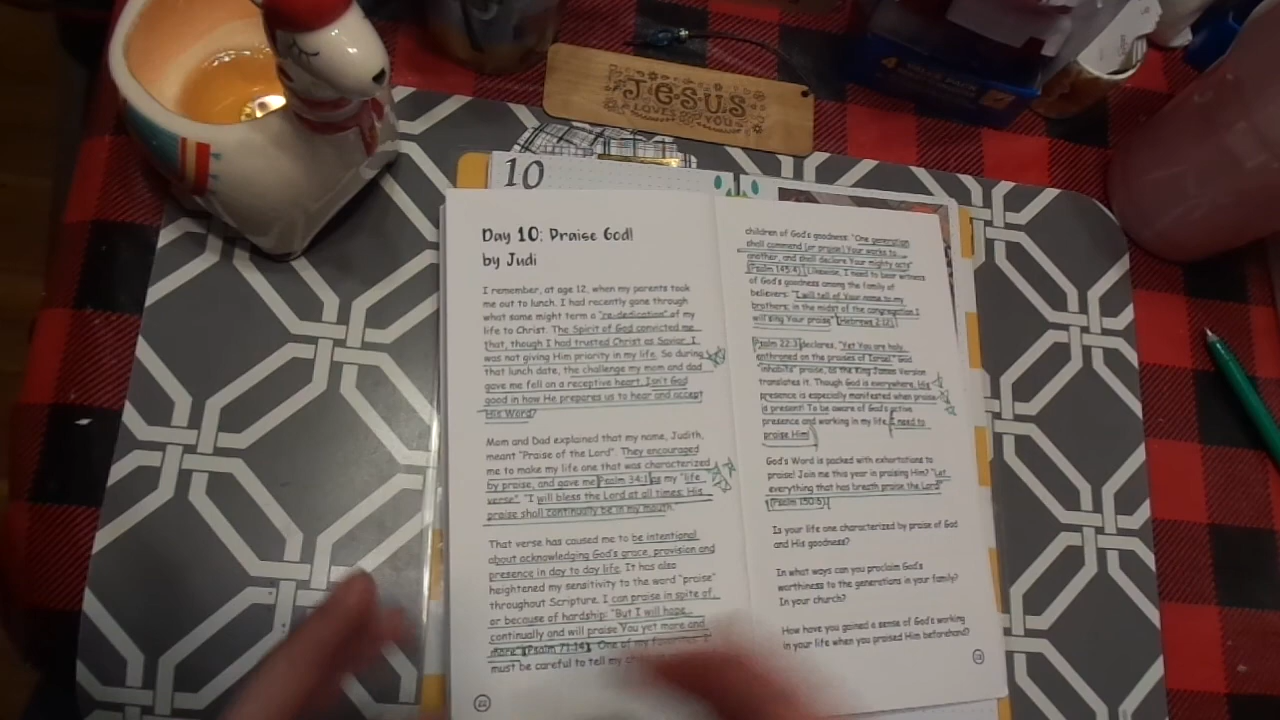 JESUS
LOVES YOU
10
Day 10: Praise God!
by Judi
I remember, at age 12, when my parents took
me out to lunch. I had recently gone through
what some might term a "re-dedication" of my
life to Christ. The Spirit of God convicted me
that, though I had trusted Christ as Savior, I
was not giving Him priority in my life. So during
that lunch date, the challenge my mom and dad
gave me fell on a receptive heart. Isn't God
good in how He prepares us to hear and accept
His Word?
Mom and Dad explained that my name, Judith,
meant "Praise of the Lord". They encouraged
me to make my life one that was characterized
by praise, and gave me Psalm 34:1 as my "life
verse". "I will bless the Lord at all times; His
praise shall continually be in my mouth."
That verse has caused me to be intentional
about acknowledging God's grace, provision and
presence in day to day life. It has also
heightened my sensitivity to the word "praise"
throughout Scripture. I can praise in spite of,
or because of hardship: "But I will hope
continually and will praise You yet more and
more" (Psalm 71:14). One of my
must be careful to tell my
22
children of God's goodness: "One generation
shall commend (or praise) Your works to
another, and shall declare Your mighty acts"
(Psalm 145:4). Likewise, I need to bear witness
of God's goodness among the family of
believers: "I will tell of Your name to my
brothers; in the midst of the congregation I
will sing Your praise" (Hebrews 2:12).
Psalm 22:3 declares, "Yet You are holy,
enthroned on the praises of Israel." God
"inhabits" praise, as the King James Version
translates it. Though God is everywhere, His
presence is especially manifested when praise
is present! To be aware of God's active
presence and working in my life, I need to
praise Him!
God's Word is packed with exhortations to
praise! Join me this year in praising Him? "Let
everything that has breath praise the Lord"
(Psalm 150:6)!
Is your life one characterized by praise of God
and His goodness?
In what ways can you proclaim God's
worthiness to the generations in your family?
In your church?
How have you gained a sense of God's working
in your life when you praised Him beforehand?
23